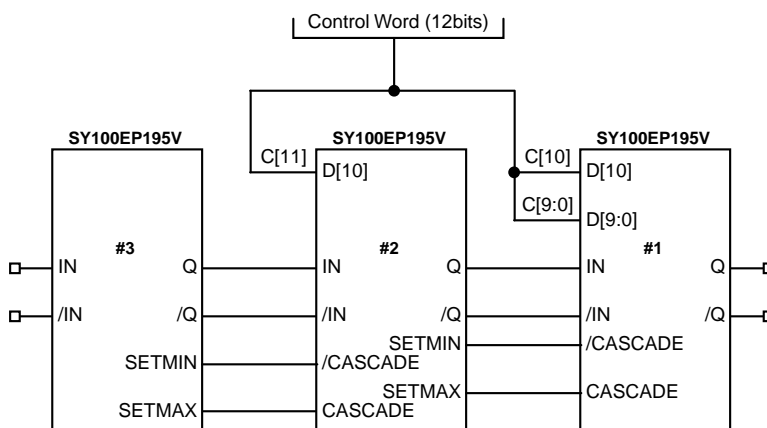 Control Word (12bits)
SY100EP195V SY100EP195V SY100EP195V
C[11] D[10] C[10] D[10]
C[9:0] D[9:0]
#3 #2 #1
IN Q IN Q IN Q
/IN /Q /IN /Q /IN /Q
SETMIN /CASCADE
SETMIN /CASCADE
SETMAX CASCADE
SETMAX CASCADE